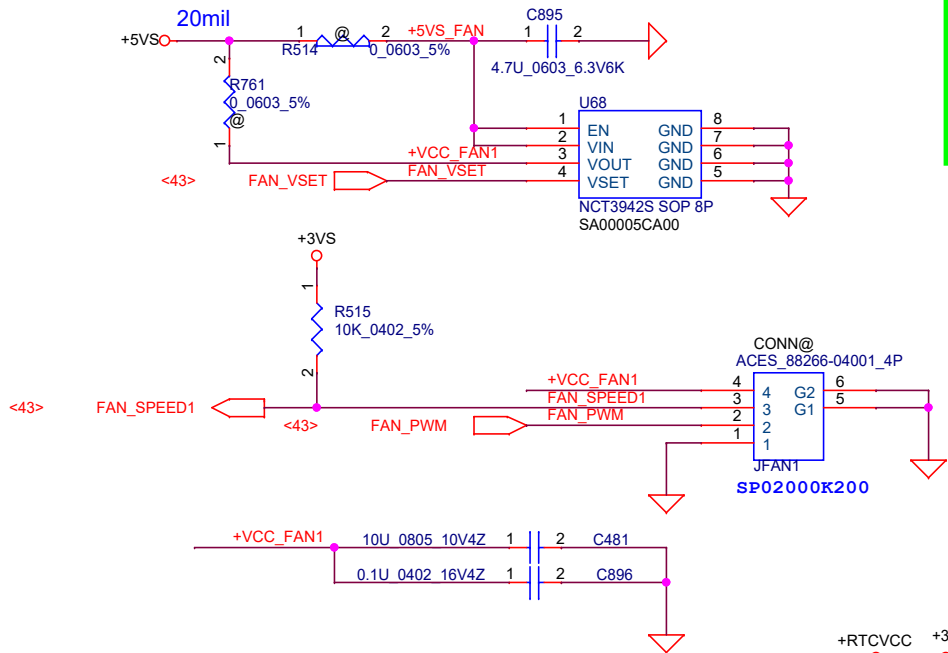 20mil
C895
+5VS
1
@
2
+5VS_FAN
1
2
R514
0_0603_5%
4.7U_0603_6.3V6K
2
R761
0_0603_5%
@
1
U68
1
EN
GND
8
2
VIN
GND
7
+VCC_FAN1
3
VOUT
GND
6
<43>
FAN_VSET
FAN_VSET
4
VSET
GND
5
NCT3942S SOP 8P
SA00005CA00
+3VS
1
R515
10K_0402_5%
2
CONN@
ACES_88266-04001_4P
+VCC_FAN1
4
4
G2
6
<43>
FAN_SPEED1
FAN_SPEED1
3
3
G1
5
<43>
FAN_PWM
FAN_PWM
2
2
1
1
JFAN1
SP02000K200
+VCC_FAN1
10U_0805_10V4Z
1
2
C481
0.1U_0402_16V4Z
1
2
C896
+RTCVCC
+3